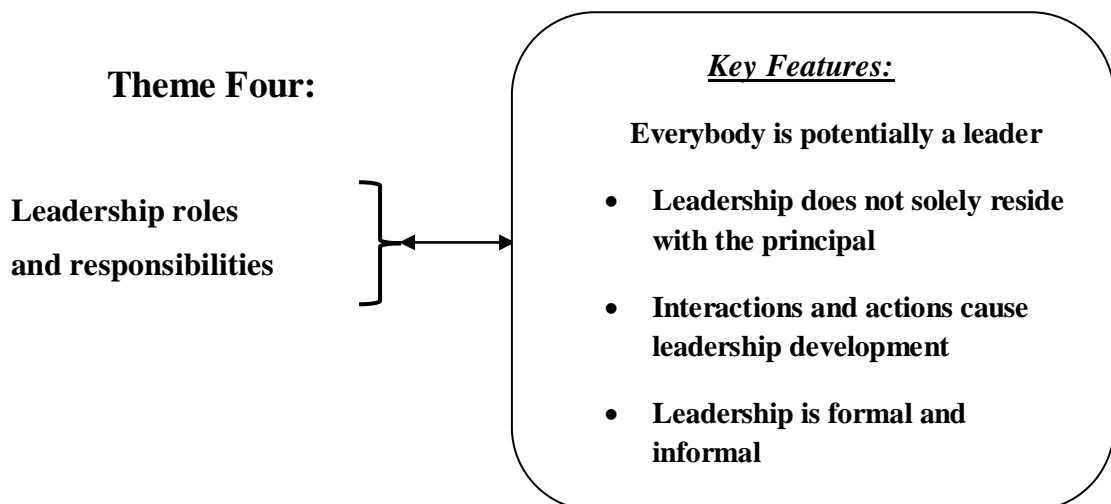 Theme Four:
Leadership roles
and responsibilities
Key Features:
Everybody is potentially a leader
• Leadership does not solely reside
with the principal
• Interactions and actions cause
leadership development
• Leadership is formal and
informal